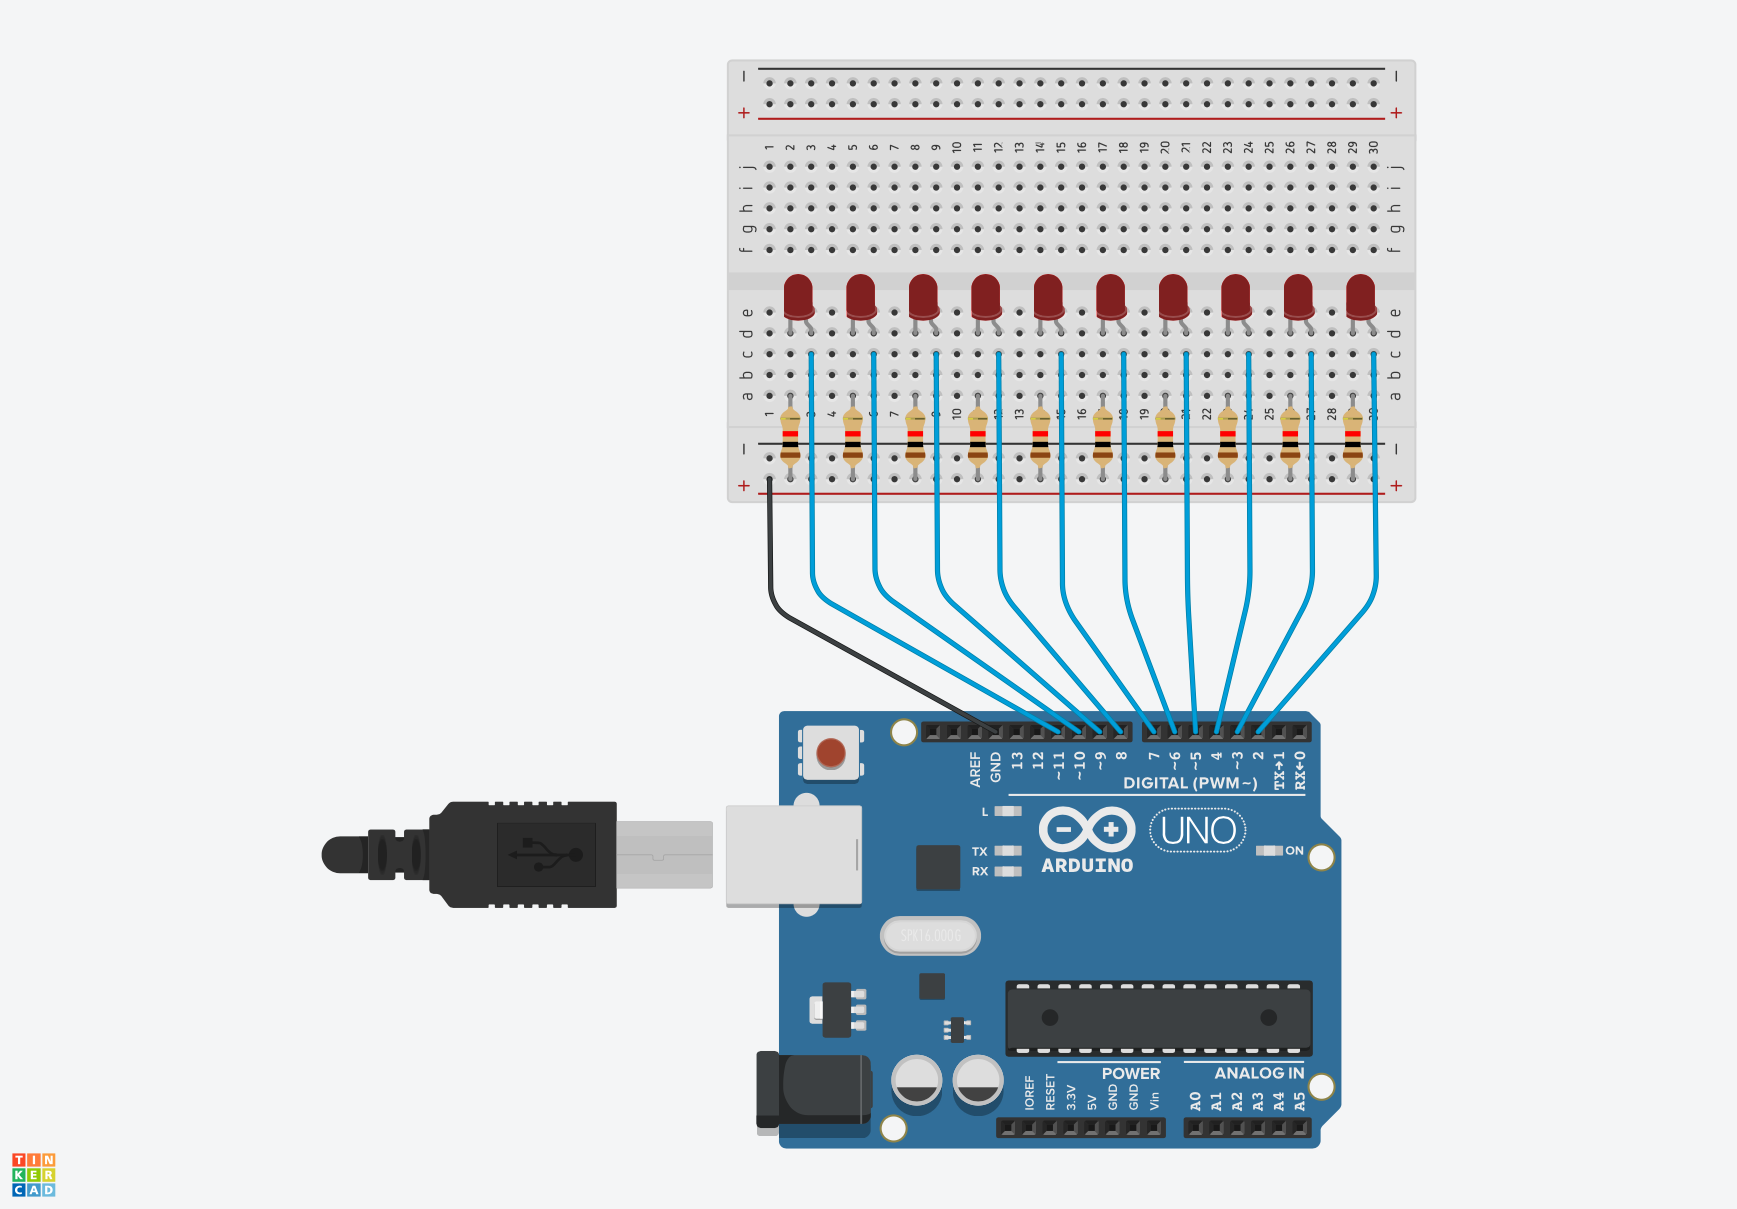 − −
+ +
1 2 3 4 5 6 7 8 9 10 11 12 13 14 15 16 17 18 19 20 21 22 23 24 25 26 27 28 29 30
j j
i i
h h
g g
f f
e e
d d
c c
b b
a a
1 4 7 10 13 16 19 22 25 28
− −
+ +
AREF GND 13 12 ~11 ~10 ~9 8 7 ~6 ~5 4 ~3 2 TX→1 RX←0
DIGITAL (PWM~)
L
TX
RX
UNO
ON
ARDUINO
SPK16.000G
POWER ANALOG IN
IOREF RESET 3.3V 5V GND GND Vin A0 A1 A2 A3 A4 A5
TIN
KER
CAD